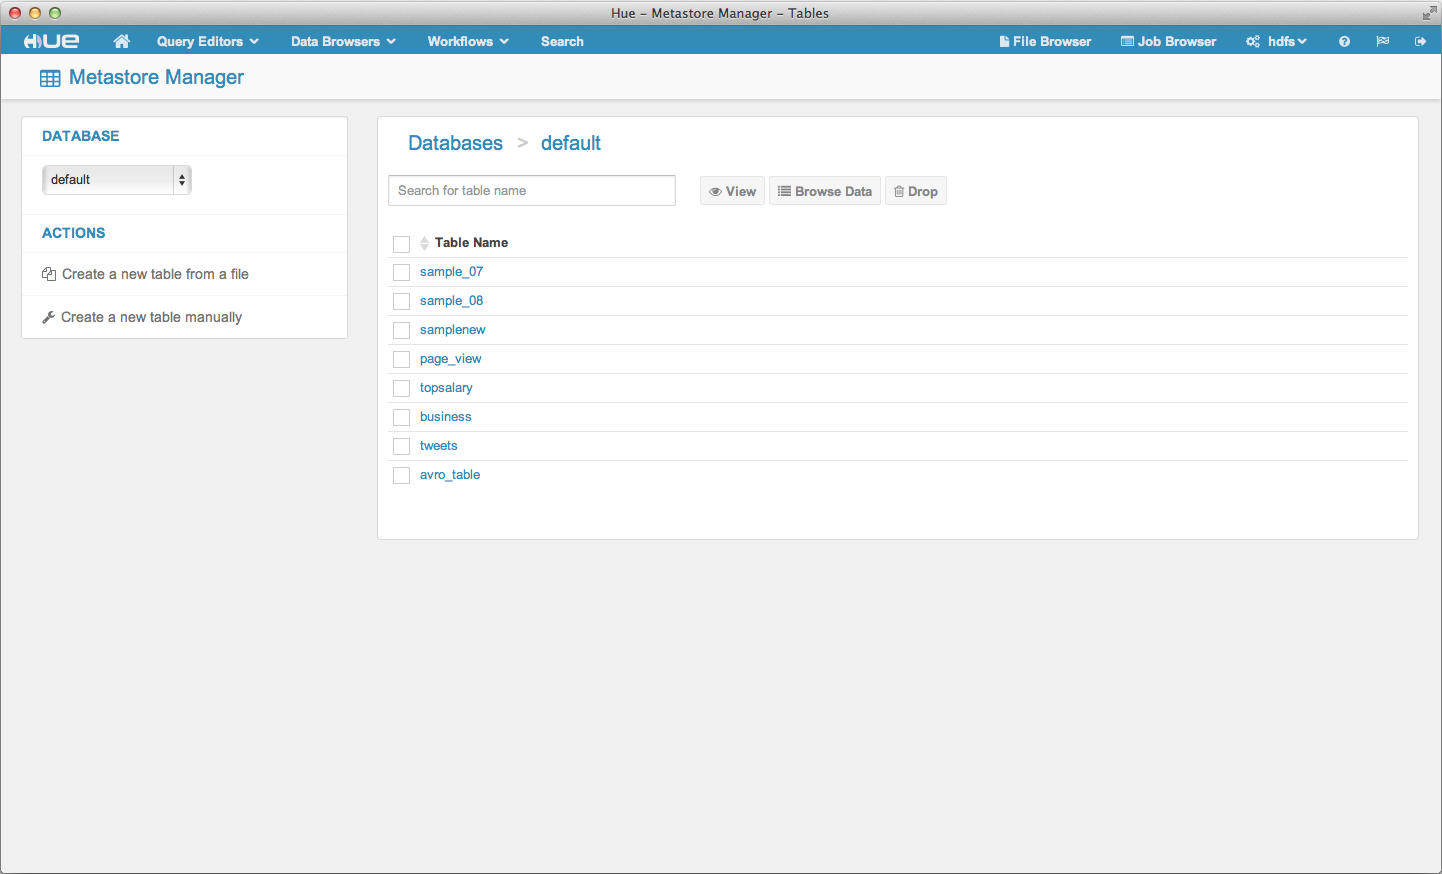 Hue - Metastore Manager - Tables
HUE Query Editors Data Browsers Workflows Search File Browser Job Browser hdfs
Metastore Manager
DATABASE
default
ACTIONS
Create a new table from a file
Create a new table manually
Databases > default
Search for table name View Browse Data Drop
Table Name
sample_07
sample_08
samplenew
page_view
topsalary
business
tweets
avro_table